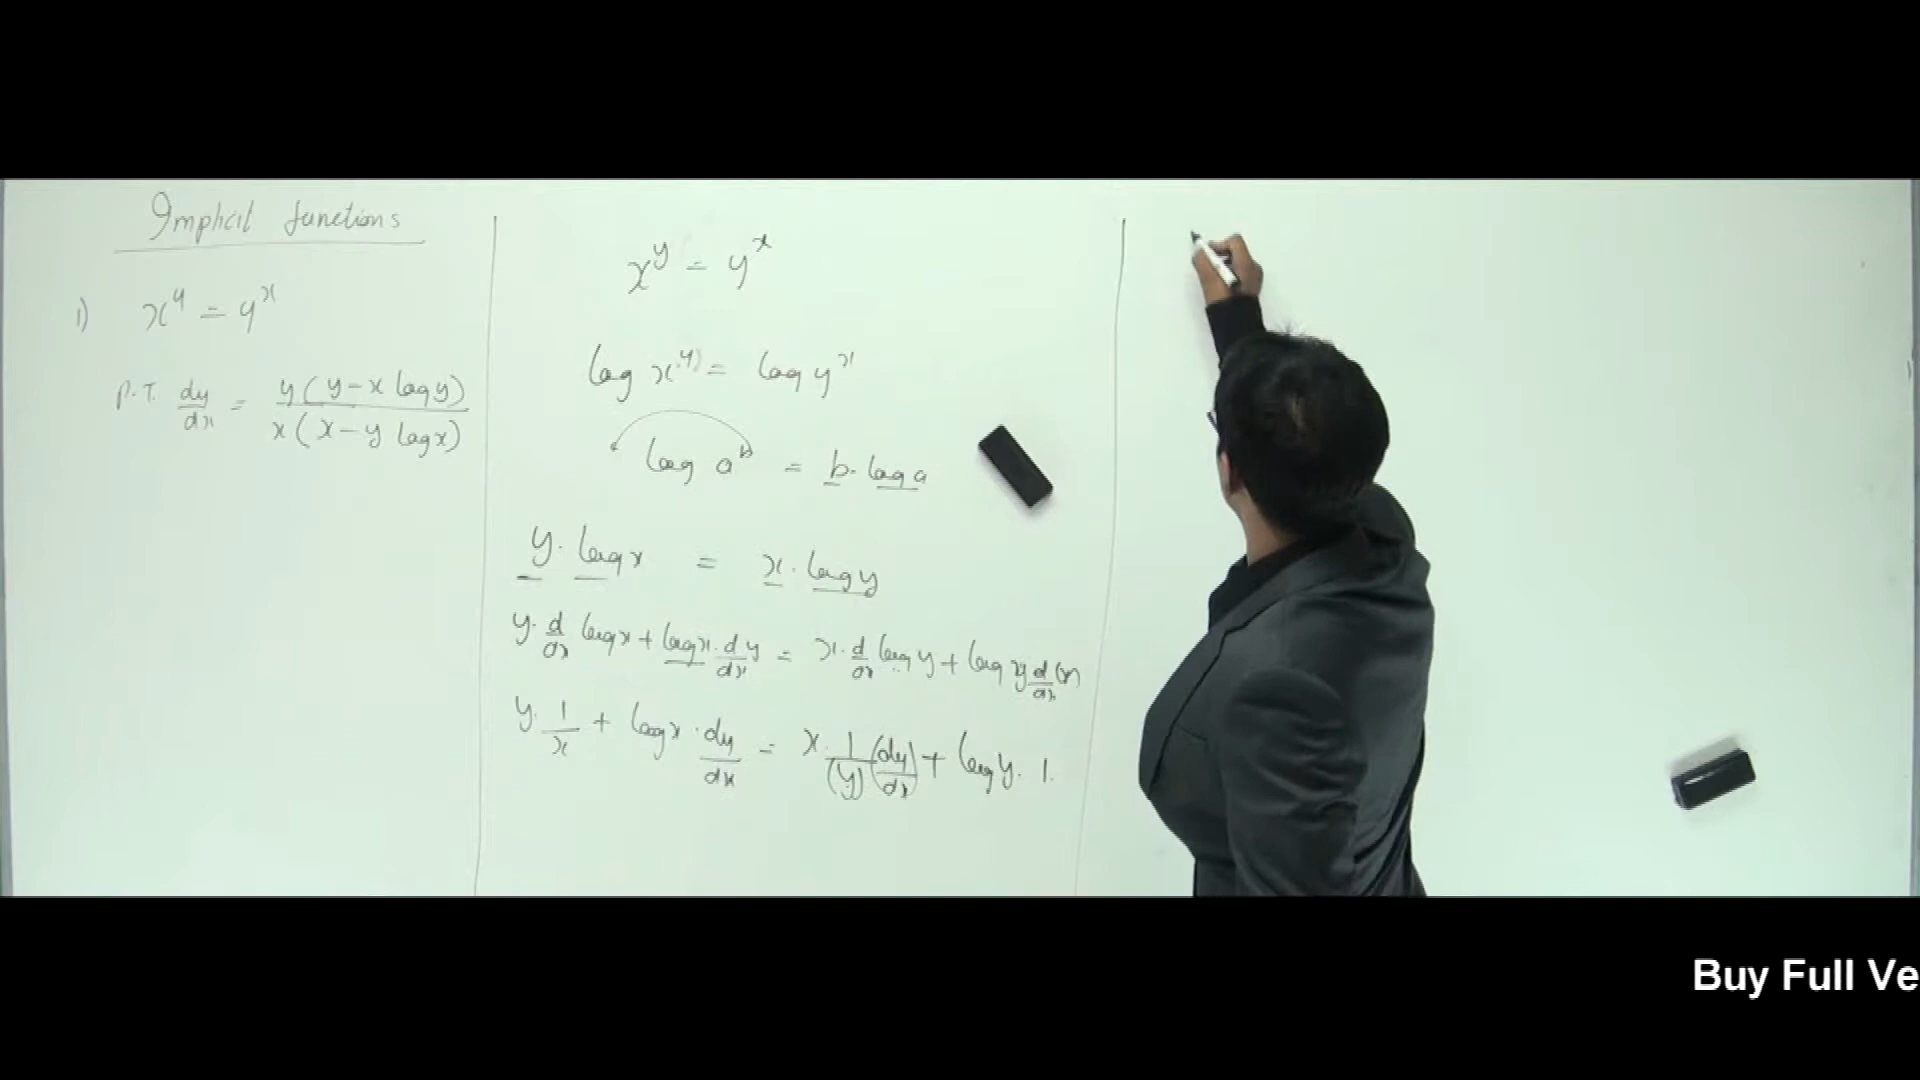 Implicit functions
1) x^y = y^x
P.T. dy/dx = y(y - x log y) / x(x - y log x)
x^y = y^x
log x^(y) = log y^x
log a^b = b. log a
y. log x = x. log y
y. d/dx log x + log x. dy/dx = x. d/dx log y + log y d/dx (x)
y. 1/x + log x. dy/dx = x. 1/(y) (dy/dx) + log y. 1.
Buy Full Ve